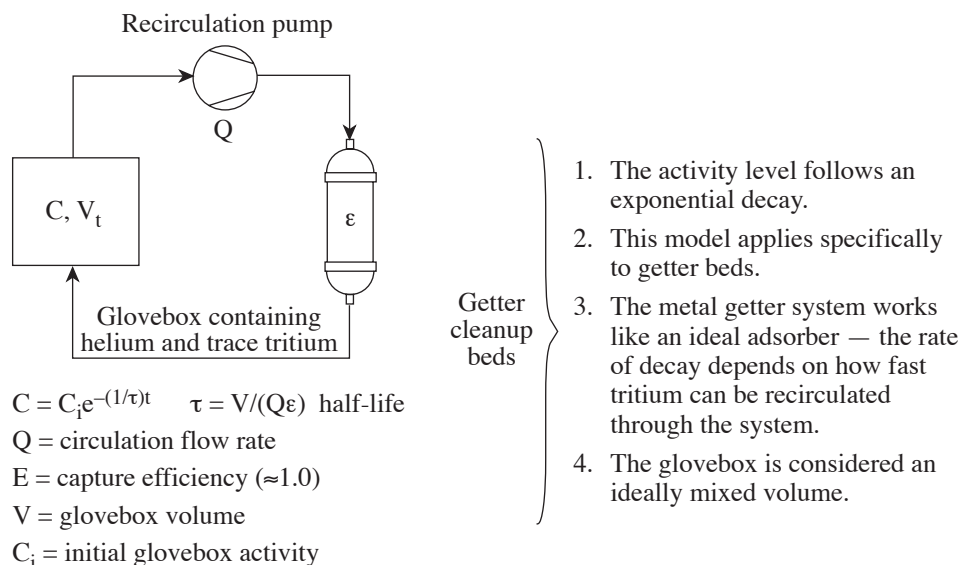 Recirculation pump
Q
C, Vt
ε
Glovebox containing
helium and trace tritium
C = Cie–(1/τ)t τ = V/(Qε) half-life
Q = circulation flow rate
E = capture efficiency (≈1.0)
V = glovebox volume
Ci = initial glovebox activity
Getter
cleanup
beds
1. The activity level follows an
exponential decay.
2. This model applies specifically
to getter beds.
3. The metal getter system works
like an ideal adsorber — the rate
of decay depends on how fast
tritium can be recirculated
through the system.
4. The glovebox is considered an
ideally mixed volume.